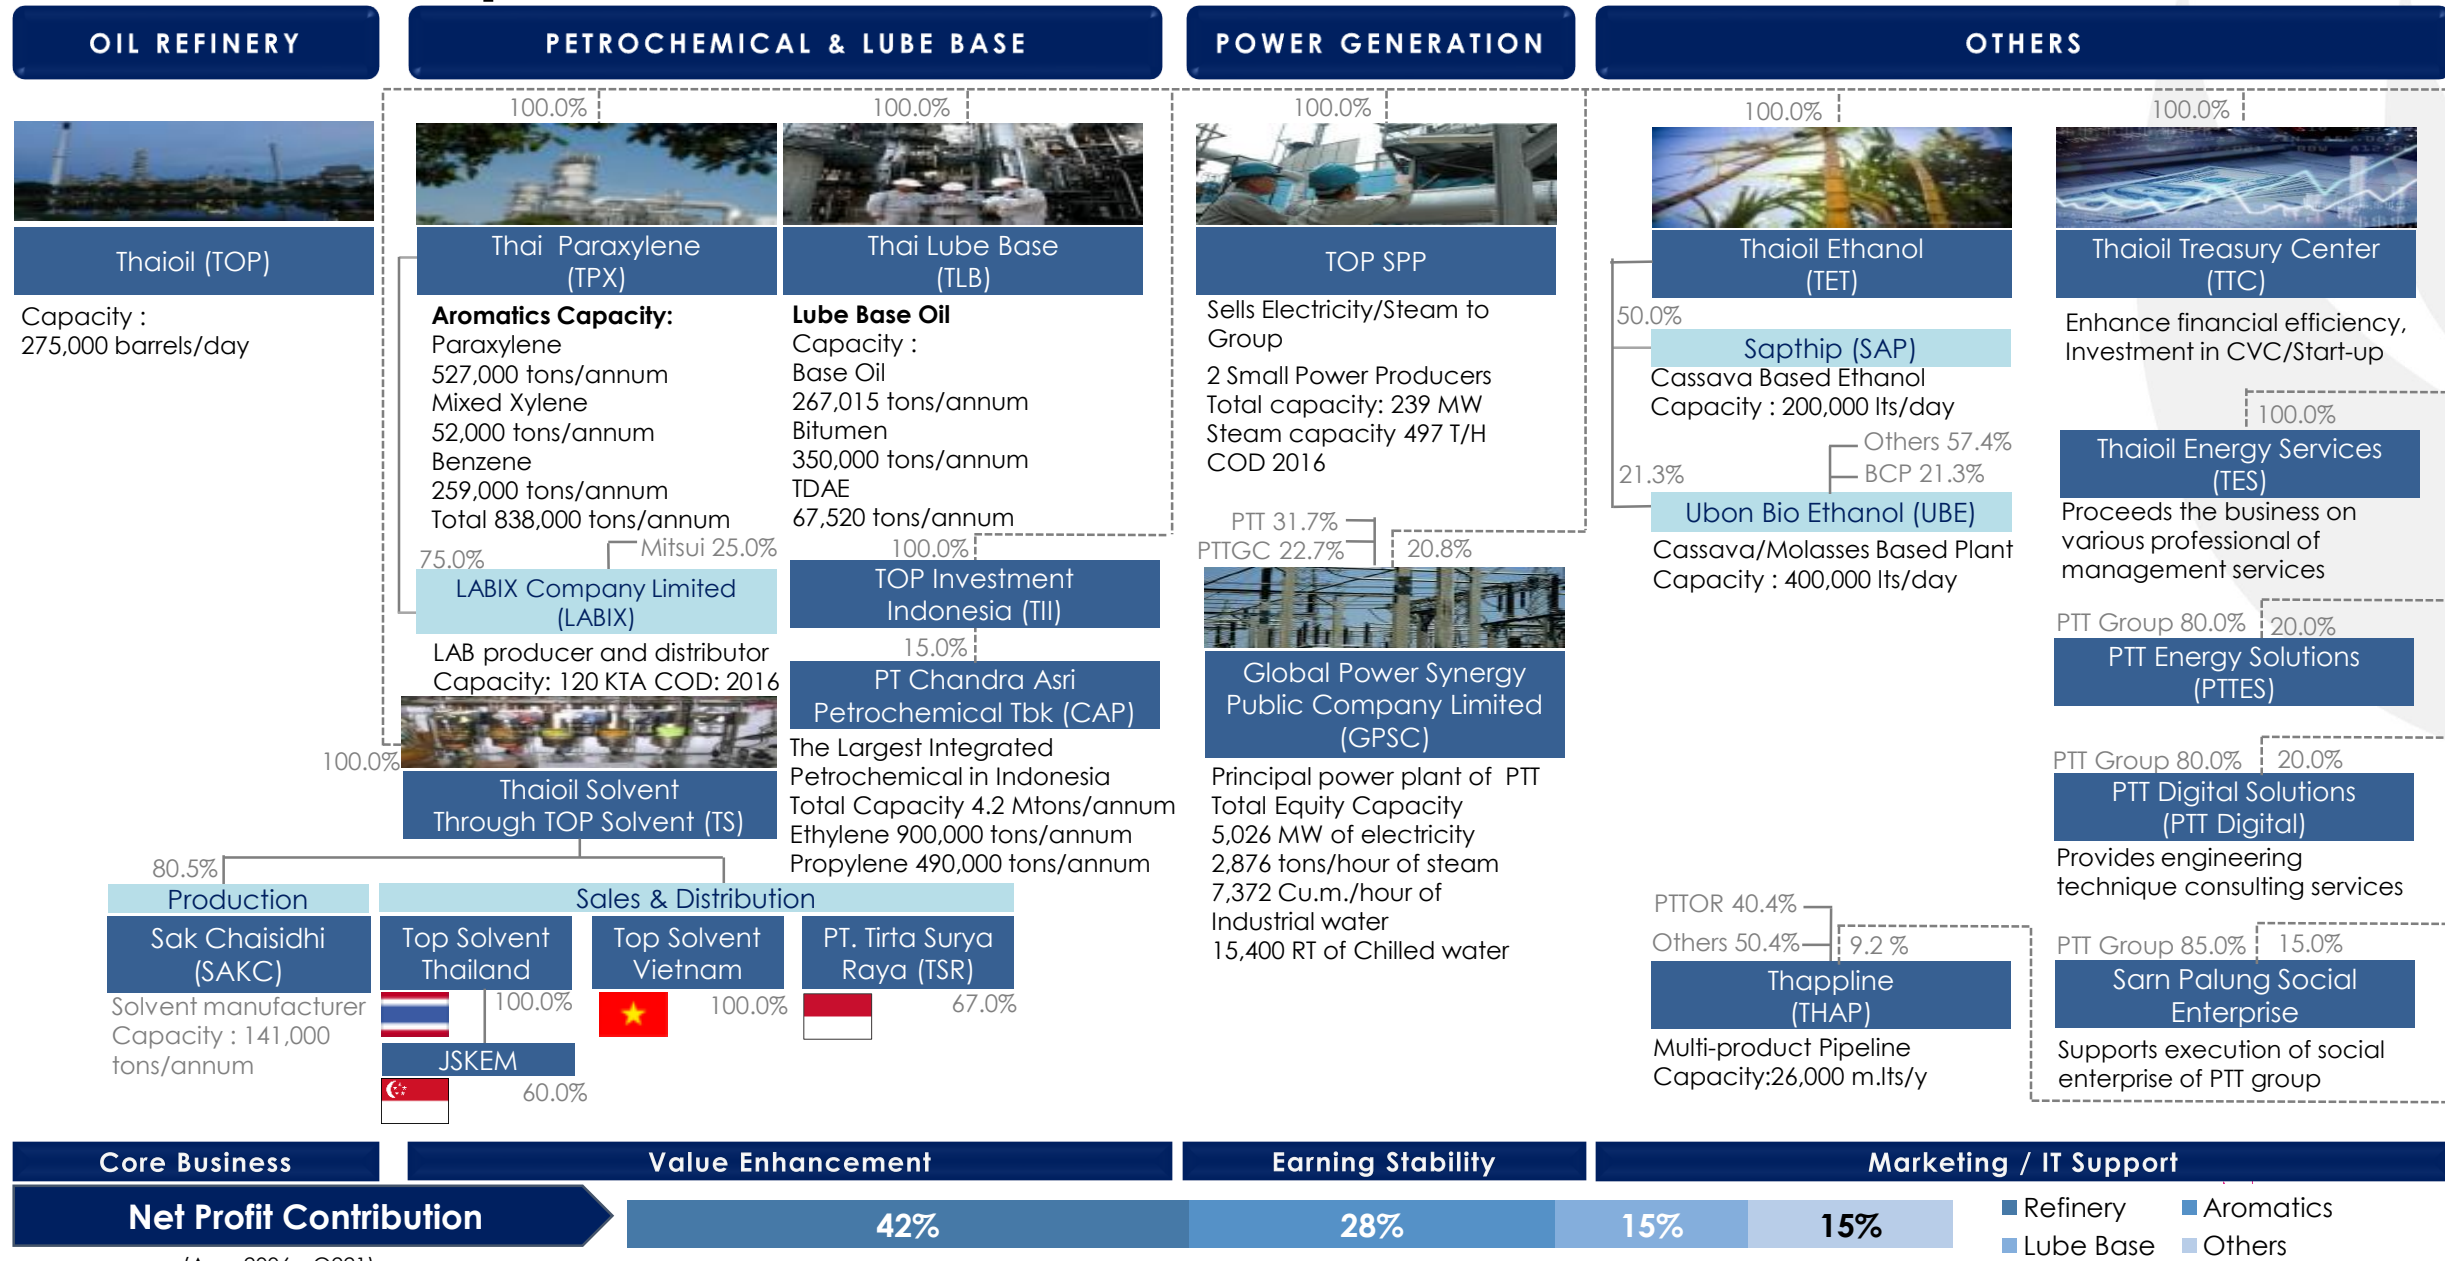 OIL REFINERY
PETROCHEMICAL & LUBE BASE
POWER GENERATION
OTHERS
Thaioil (TOP)
Capacity :
275,000 barrels/day
100.0%
Thai Paraxylene
(TPX)
Aromatics Capacity:
Paraxylene
527,000 tons/annum
Mixed Xylene
52,000 tons/annum
Benzene
259,000 tons/annum
Total 838,000 tons/annum
75.0%
Mitsui 25.0%
LABIX Company Limited
(LABIX)
LAB producer and distributor
Capacity: 120 KTA COD: 2016
100.0%
Thaioil Solvent
Through TOP Solvent (TS)
80.5%
Production
Sak Chaisidhi
(SAKC)
Solvent manufacturer
Capacity : 141,000
tons/annum
Sales & Distribution
Top Solvent
Thailand
100.0%
JSKEM
60.0%
Top Solvent
Vietnam
100.0%
PT. Tirta Surya
Raya (TSR)
67.0%
100.0%
Thai Lube Base
(TLB)
Lube Base Oil
Capacity :
Base Oil
267,015 tons/annum
Bitumen
350,000 tons/annum
TDAE
67,520 tons/annum
100.0%
TOP Investment
Indonesia (TII)
15.0%
PT Chandra Asri
Petrochemical Tbk (CAP)
The Largest Integrated
Petrochemical in Indonesia
Total Capacity 4.2 Mtons/annum
Ethylene 900,000 tons/annum
Propylene 490,000 tons/annum
100.0%
TOP SPP
Sells Electricity/Steam to
Group
2 Small Power Producers
Total capacity: 239 MW
Steam capacity 497 T/H
COD 2016
PTT 31.7%
PTTGC 22.7%
20.8%
Global Power Synergy
Public Company Limited
(GPSC)
Principal power plant of PTT
Total Equity Capacity
5,026 MW of electricity
2,876 tons/hour of steam
7,372 Cu.m./hour of
Industrial water
15,400 RT of Chilled water
100.0%
Thaioil Ethanol
(TET)
50.0%
Sapthip (SAP)
Cassava Based Ethanol
Capacity : 200,000 lts/day
Others 57.4%
BCP 21.3%
21.3%
Ubon Bio Ethanol (UBE)
Cassava/Molasses Based Plant
Capacity : 400,000 lts/day
PTTOR 40.4%
Others 50.4%
9.2 %
Thappline
(THAP)
Multi-product Pipeline
Capacity:26,000 m.lts/y
100.0%
Thaioil Treasury Center
(TTC)
Enhance financial efficiency,
Investment in CVC/Start-up
100.0%
Thaioil Energy Services
(TES)
Proceeds the business on
various professional of
management services
PTT Group 80.0%
20.0%
PTT Energy Solutions
(PTTES)
PTT Group 80.0%
20.0%
PTT Digital Solutions
(PTT Digital)
Provides engineering
technique consulting services
PTT Group 85.0%
15.0%
Sarn Palung Social
Enterprise
Supports execution of social
enterprise of PTT group
Core Business
Value Enhancement
Earning Stability
Marketing / IT Support
Net Profit Contribution
42%
28%
15%
15%
Refinery
Aromatics
Lube Base
Others